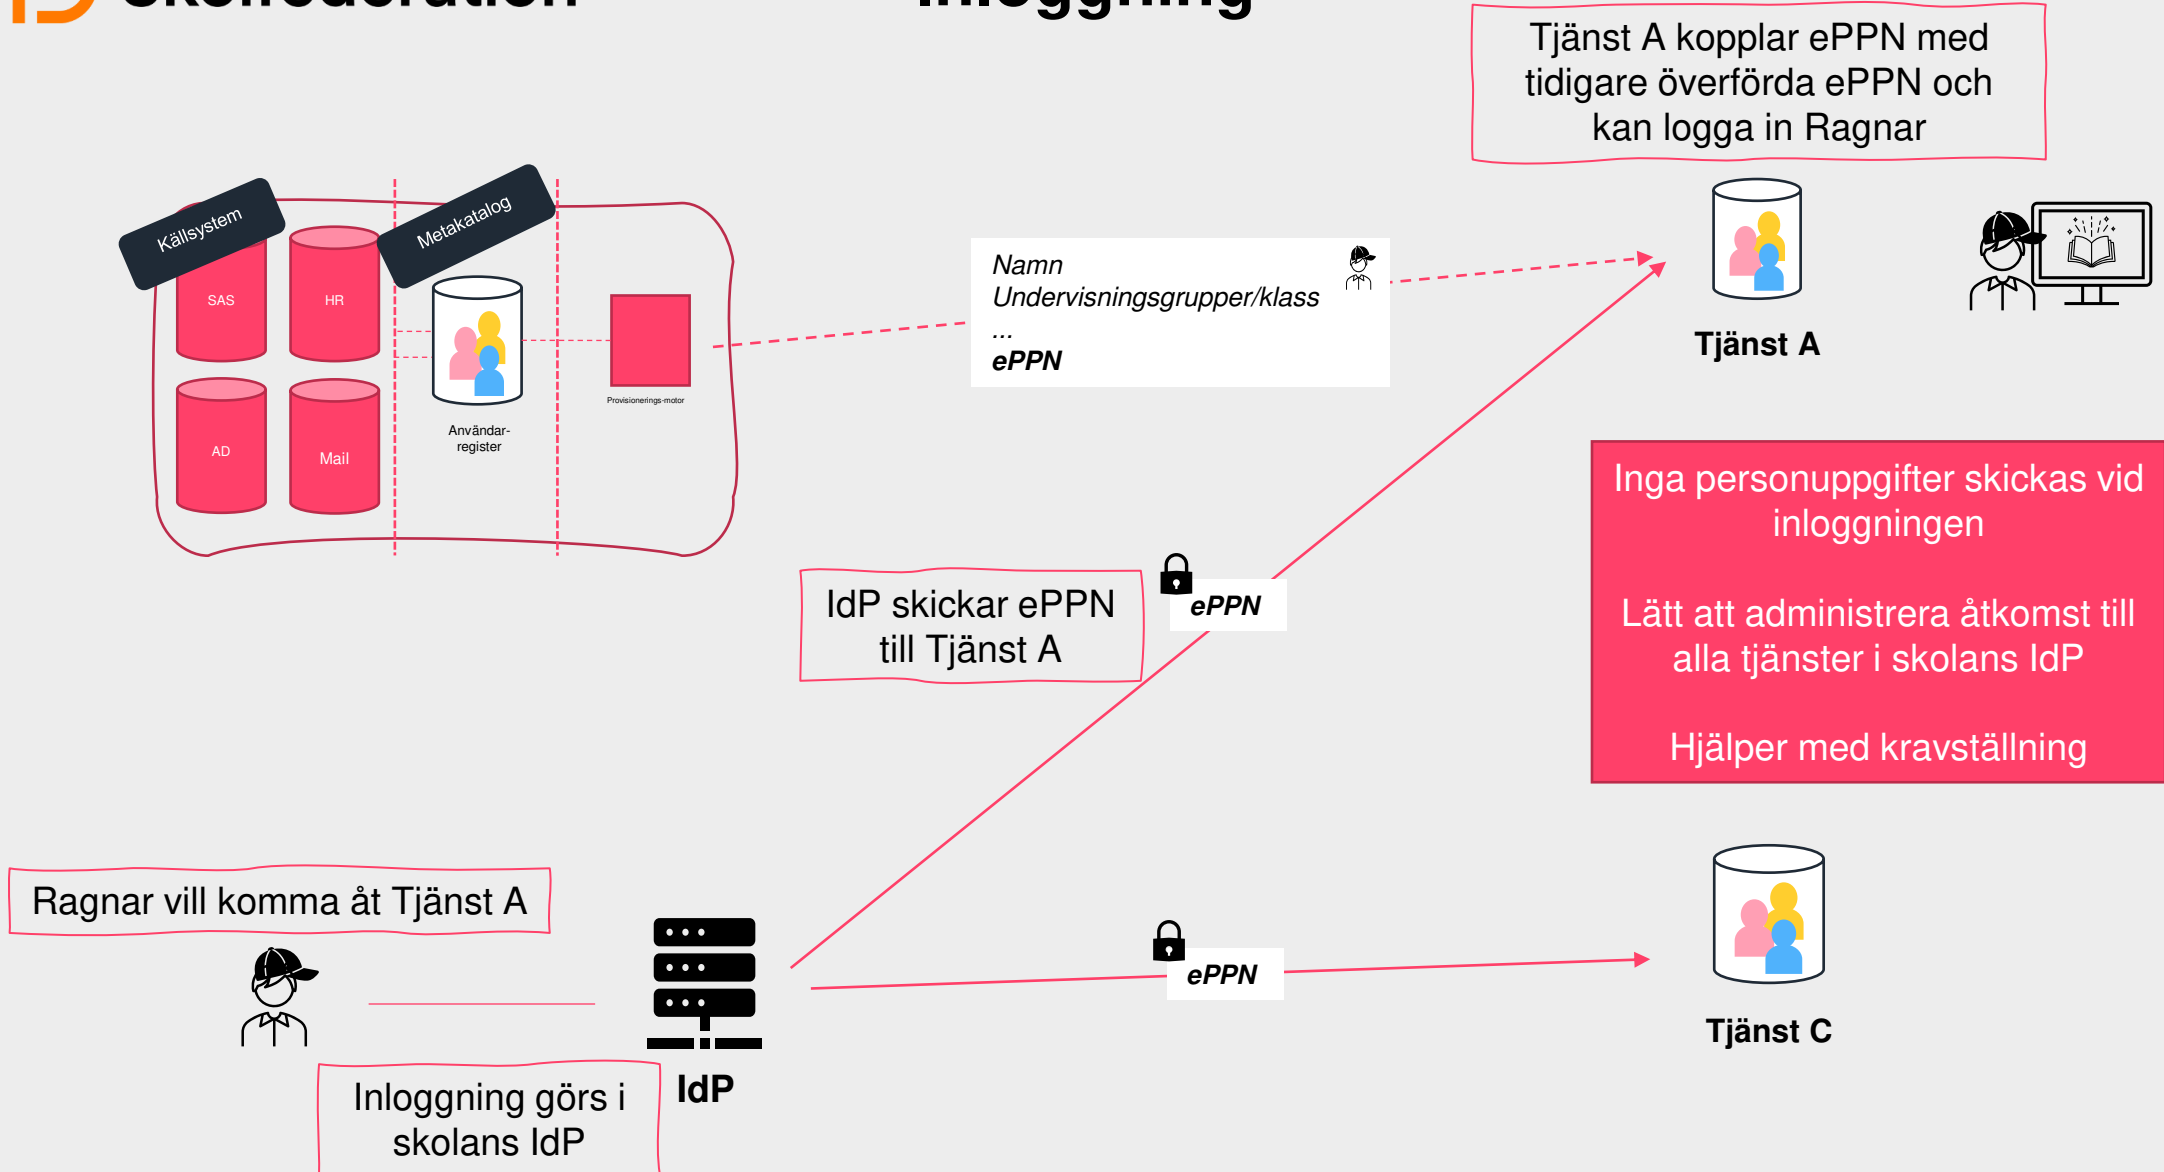 Skolfederation
Inloggning
Tjänst A kopplar ePPN med
tidigare överförda ePPN och
kan logga in Ragnar
Källsystem
Metakatalog
SAS
HR
AD
Mail
Användar-
register
Provisionerings-motor
Namn
Undervisningsgrupper/klass
...
ePPN
Tjänst A
Inga personuppgifter skickas vid
inloggningen
Lätt att administrera åtkomst till
alla tjänster i skolans IdP
Hjälper med kravställning
IdP skickar ePPN
till Tjänst A
ePPN
Ragnar vill komma åt Tjänst A
ePPN
Tjänst C
IdP
Inloggning görs i
skolans IdP